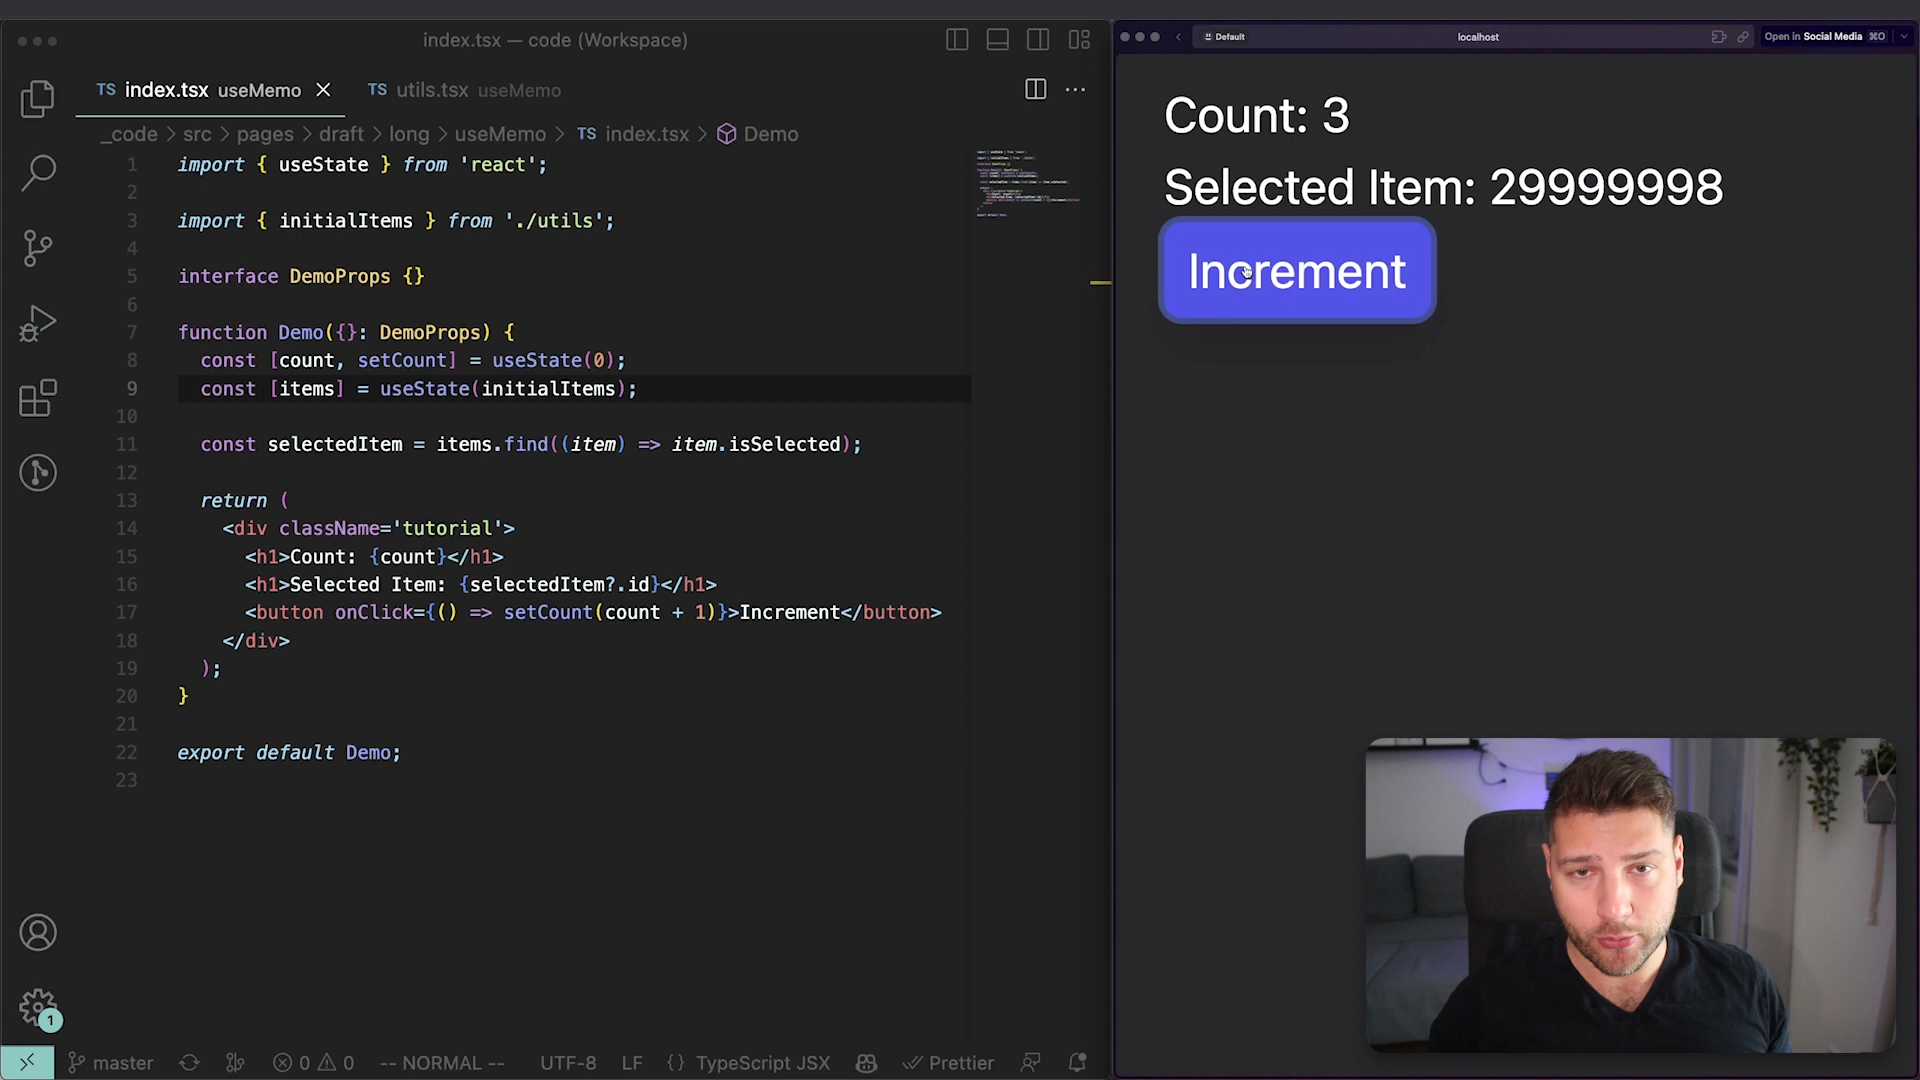 index.tsx — code (Workspace)
TS index.tsx useMemo
TS utils.tsx useMemo
_code > src > pages > draft > long > useMemo > TS index.tsx > Demo
1 import { useState } from 'react';
2
3 import { initialItems } from './utils';
4
5 interface DemoProps {}
6
7 function Demo({}: DemoProps) {
8 const [count, setCount] = useState(0);
9 const [items] = useState(initialItems);
10
11 const selectedItem = items.find((item) => item.isSelected);
12
13 return (
14 <div className='tutorial'>
15 <h1>Count: {count}</h1>
16 <h1>Selected Item: {selectedItem?.id}</h1>
17 <button onClick={() => setCount(count + 1)}>Increment</button>
18 </div>
19 );
20 }
21
22 export default Demo;
23
1
master
0 0
-- NORMAL --
UTF-8
LF
{} TypeScript JSX
Prettier
Default
localhost
Open in Social Media ⌘O
Count: 3
Selected Item: 29999998
Increment